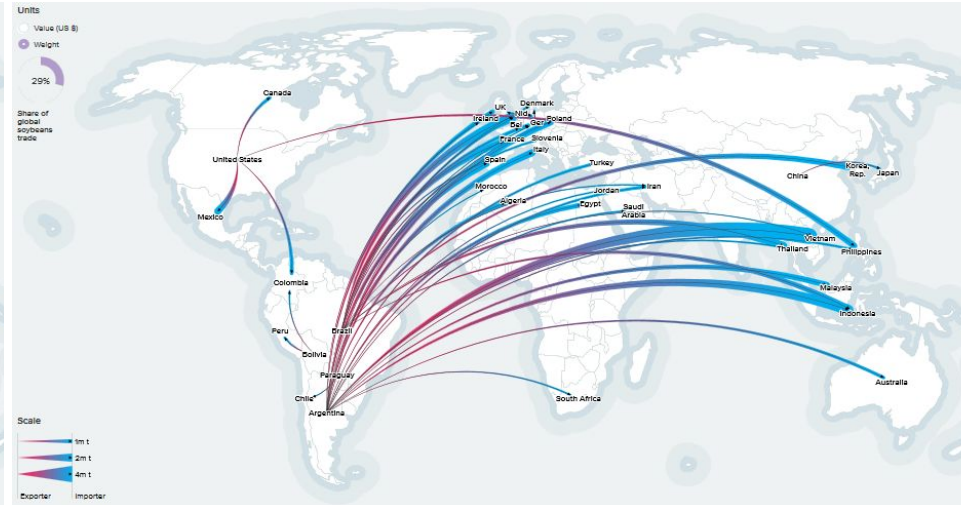 Units
Value (US $)
Weight
29%
Share of
global
soybeans
trade
Canada
United States
Mexico
Colombia
Peru
Brazil
Bolivia
Paraguay
Chile
Argentina
UK
Denmark
Ireland
Nld
Bel
Ger
Poland
France
Slovenia
Italy
Spain
Turkey
Morocco
Algeria
Jordan
Iran
Egypt
Saudi
Arabia
China
Korea,
Rep.
Japan
Vietnam
Thailand
Philippines
Malaysia
Indonesia
Australia
South Africa
Scale
1m t
2m t
4m t
Exporter
Importer